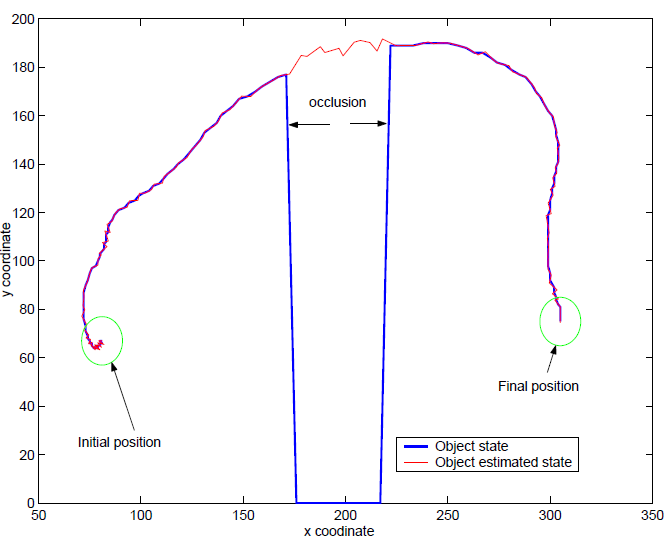 200
180
160
140
120
100
80
60
40
20
0
y coordinate
occlusion
Initial position
Final position
Object state
Object estimated state
50
100
150
200
250
300
350
x coodinate